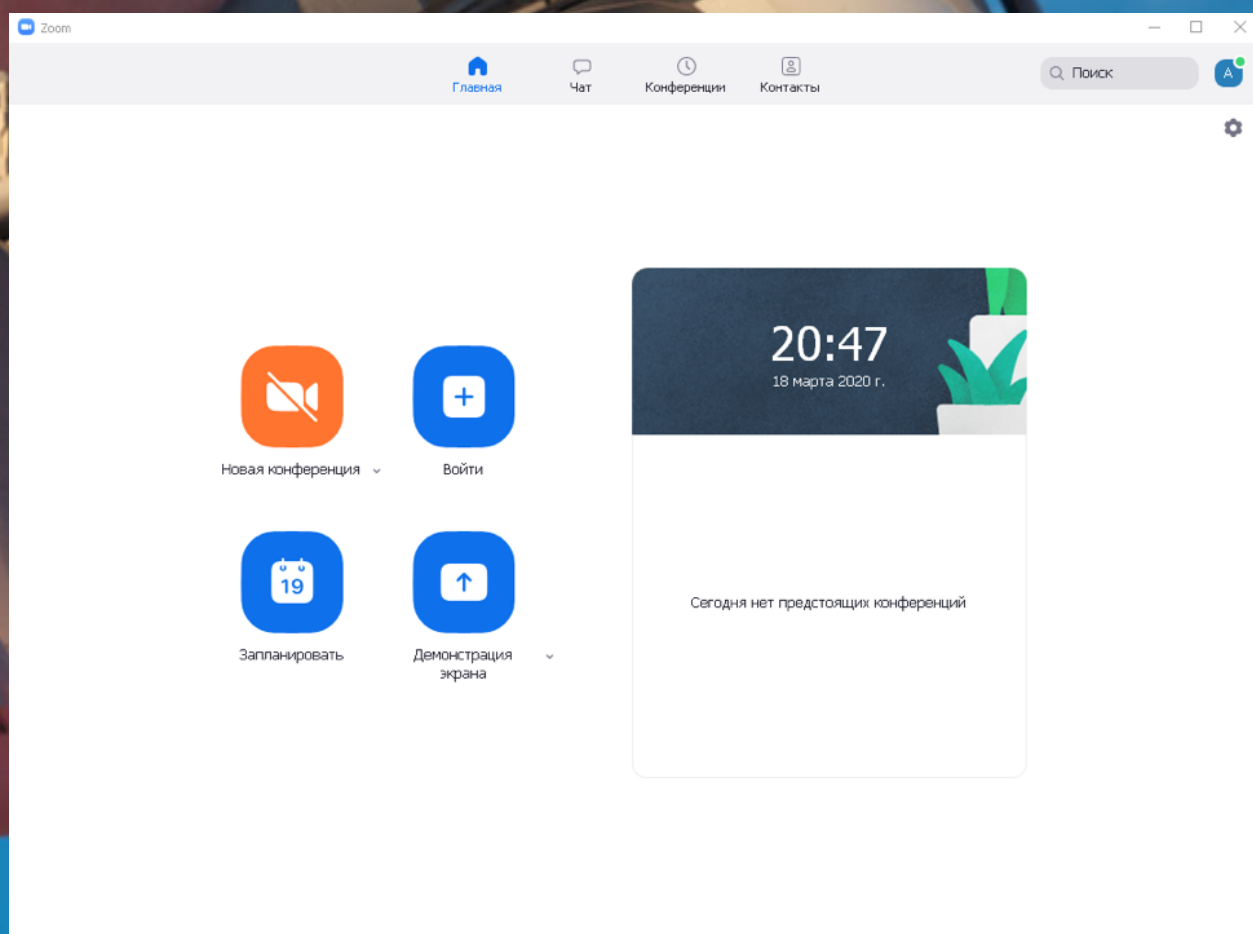 Zoom
Главная
Чат
Конференции
Контакты
Поиск
А
20:47
18 марта 2020 г.
Новая конференция
Войти
19
Запланировать
Демонстрация
экрана
Сегодня нет предстоящих конференций